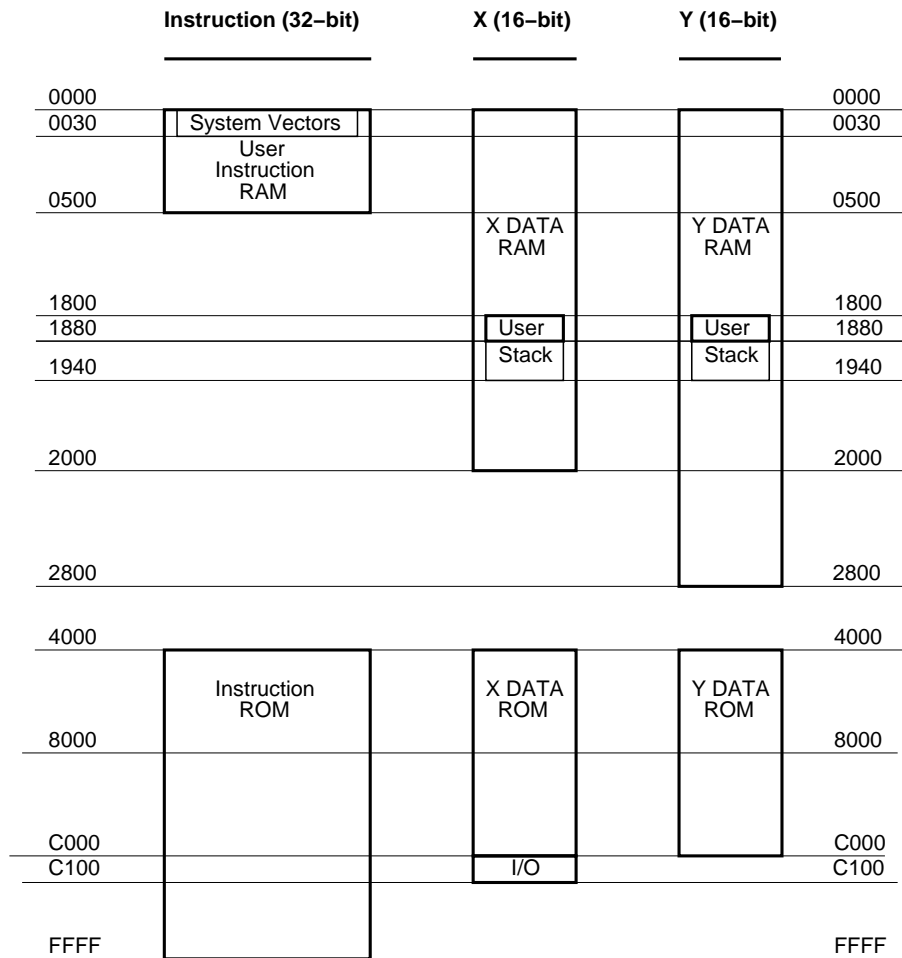 Instruction (32–bit) X (16–bit) Y (16–bit)
0000 0000
0030 System Vectors 0030
User
Instruction
RAM
0500 0500
X DATA Y DATA
RAM RAM
1800 1800
1880 User User 1880
Stack Stack
1940 1940
2000 2000
2800 2800
4000 4000
Instruction X DATA Y DATA
ROM ROM ROM
8000 8000
C000 C000
C100 I/O C100
FFFF FFFF